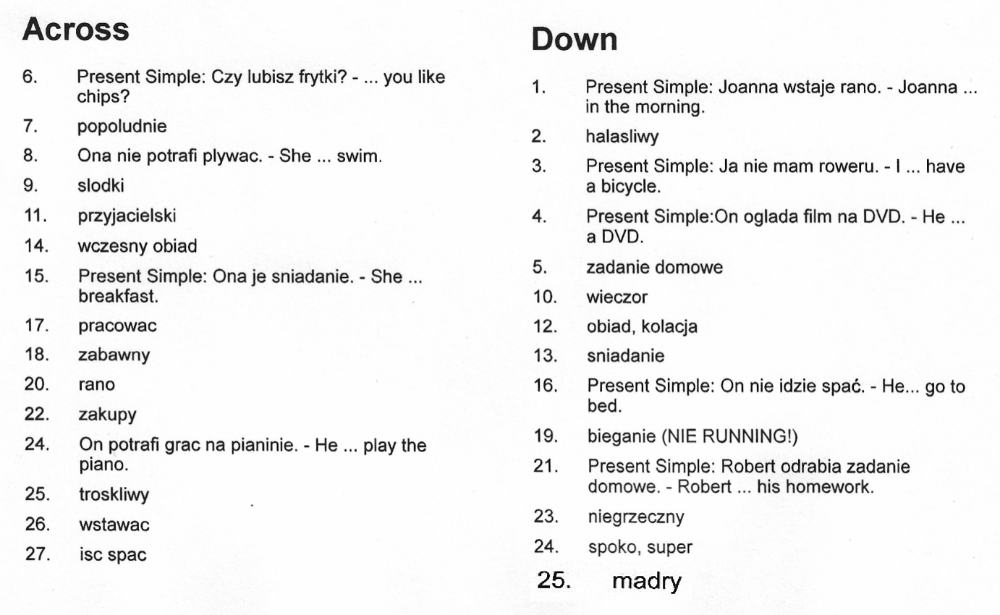 Across
6. Present Simple: Czy lubisz frytki? - ... you like
chips?
7. popoludnie
8. Ona nie potrafi plywac. - She ... swim.
9. slodki
11. przyjacielski
14. wczesny obiad
15. Present Simple: Ona je sniadanie. - She ...
breakfast.
17. pracowac
18. zabawny
20. rano
22. zakupy
24. On potrafi grac na pianinie. - He ... play the
piano.
25. troskliwy
26. wstawac
27. isc spac
Down
1. Present Simple: Joanna wstaje rano. - Joanna ...
in the morning.
2. halasliwy
3. Present Simple: Ja nie mam roweru. - I ... have
a bicycle.
4. Present Simple:On oglada film na DVD. - He ...
a DVD.
5. zadanie domowe
10. wieczor
12. obiad, kolacja
13. sniadanie
16. Present Simple: On nie idzie spać. - He... go to
bed.
19. bieganie (NIE RUNNING!)
21. Present Simple: Robert odrabia zadanie
domowe. - Robert ... his homework.
23. niegrzeczny
24. spoko, super
25. madry